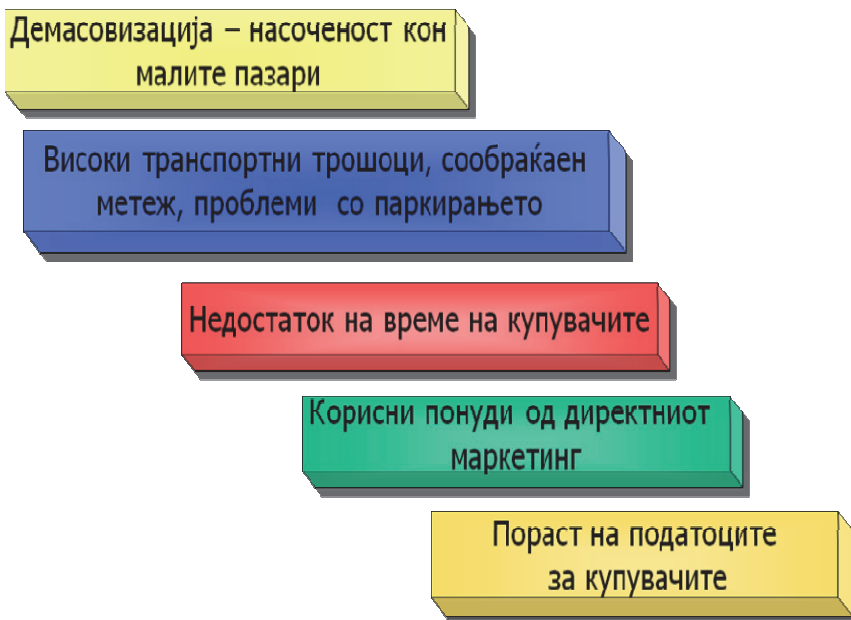 Демасовизација – насоченост кон
малите пазари
Високи транспортни трошоци, сообраќаен
метеж, проблеми со паркирањето
Недостаток на време на купувачите
Корисни понуди од директниот
маркетинг
Пораст на податоците
за купувачите